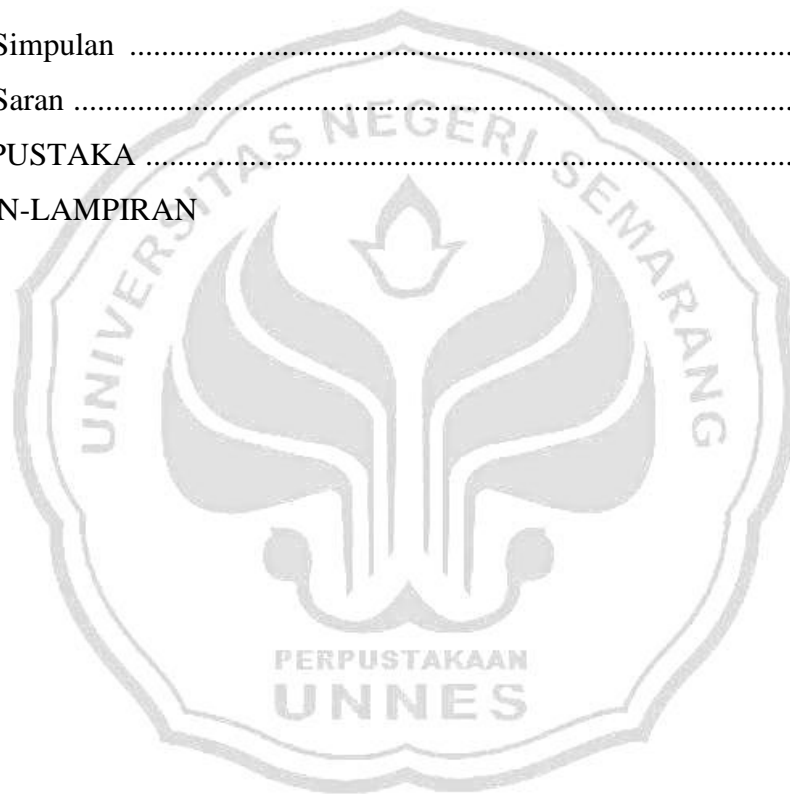 Simpulan ..................................................................................
Saran .........................................................................................
PUSTAKA ................................................................................
N-LAMPIRAN
UNIVERSITAS NEGERI SEMARANG
PERPUSTAKAAN
UNNES